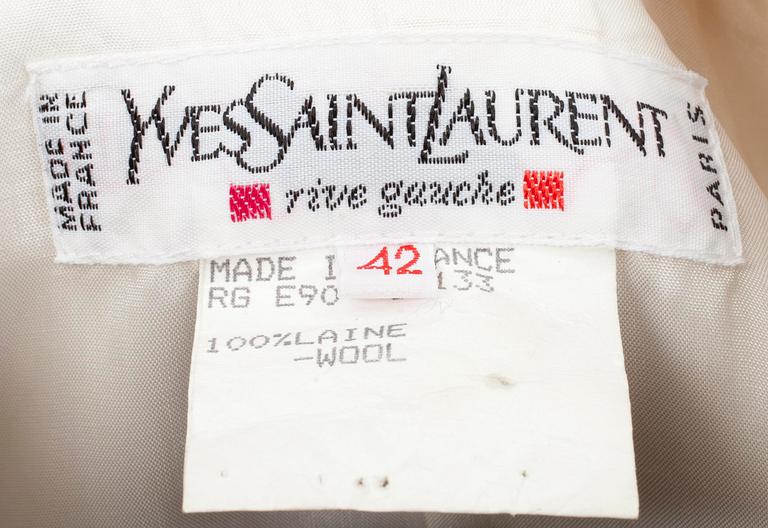 MADE IN
FRANCE
YVES SAINT LAURENT
rive gauche
PARIS
42
MADE I ANCE
RG E90 133
100%LAINE
-WOOL